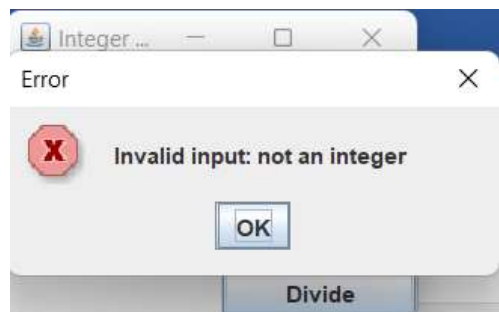 Integer ...
Error
Invalid input: not an integer
OK
Divide